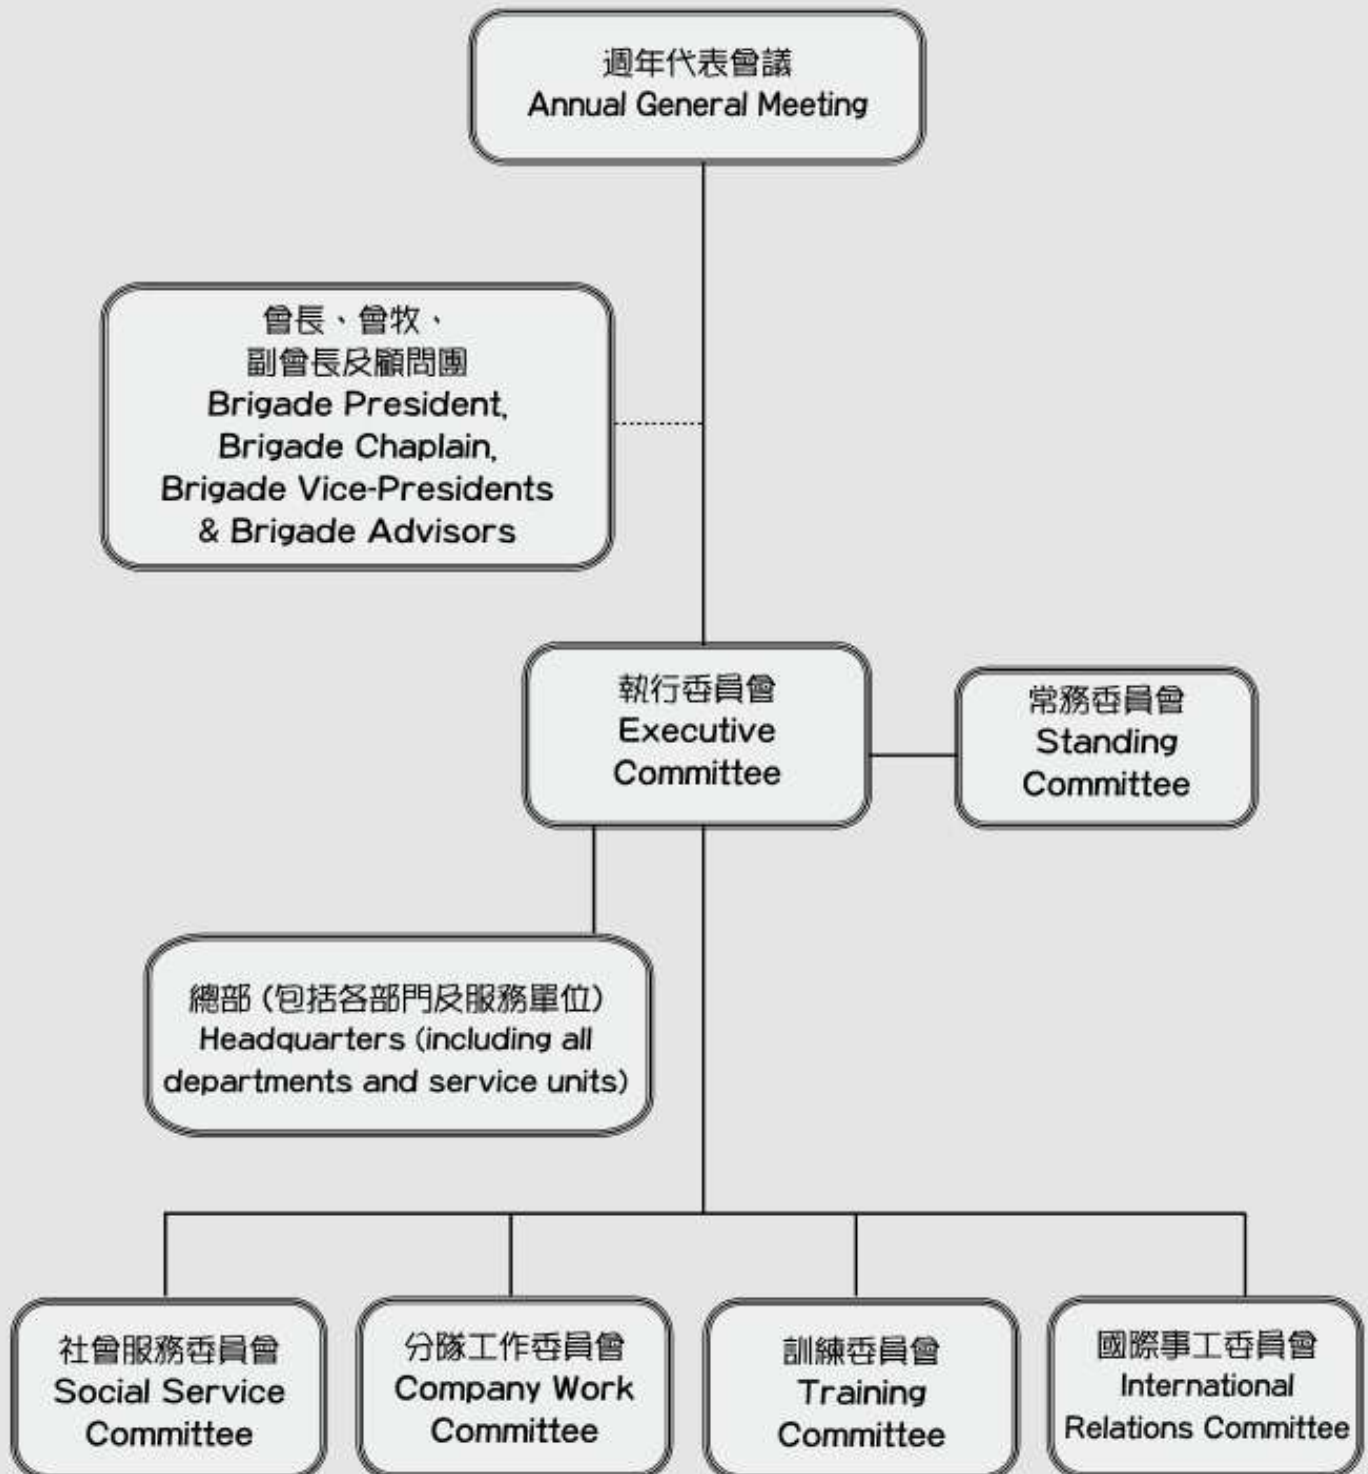 週年代表會議
Annual General Meeting
會長、會牧、
副會長及顧問團
Brigade President,
Brigade Chaplain,
Brigade Vice-Presidents
& Brigade Advisors
執行委員會
Executive
Committee
常務委員會
Standing
Committee
總部 (包括各部門及服務單位)
Headquarters (including all
departments and service units)
社會服務委員會
Social Service
Committee
分隊工作委員會
Company Work
Committee
訓練委員會
Training
Committee
國際事工委員會
International
Relations Committee